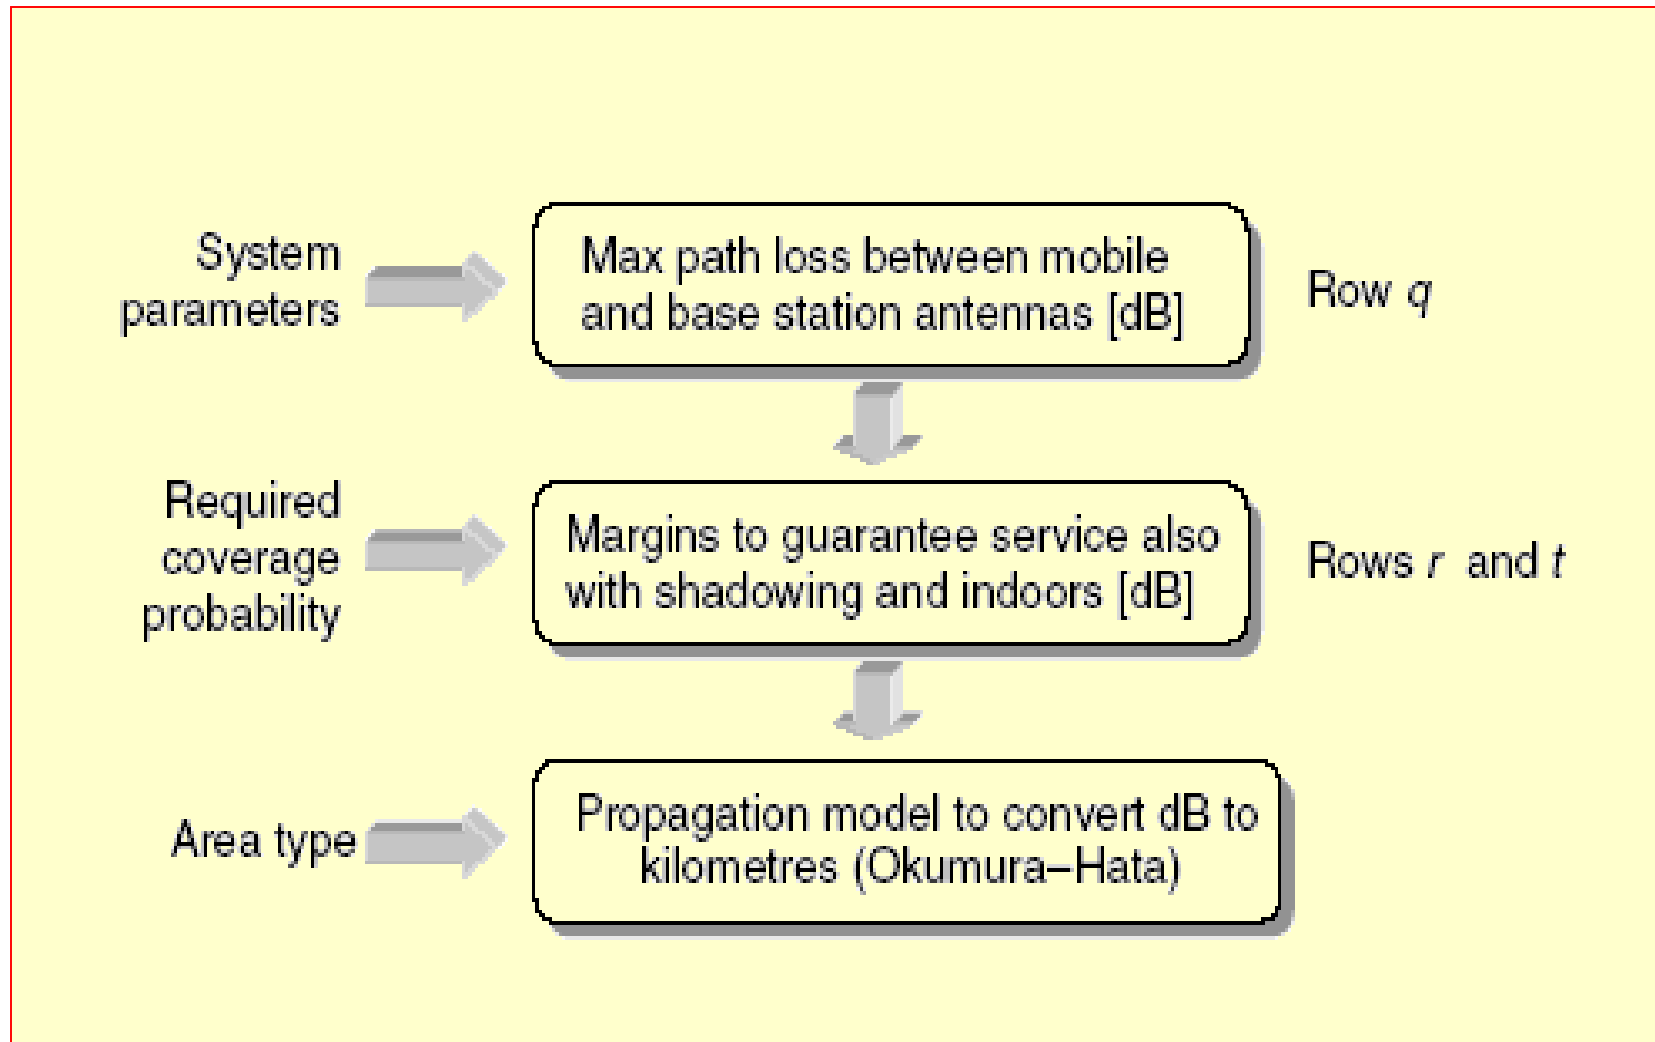 System
parameters
Max path loss between mobile
and base station antennas [dB]
Row q
Required
coverage
probability
Margins to guarantee service also
with shadowing and indoors [dB]
Rows r and t
Area type
Propagation model to convert dB to
kilometres (Okumura–Hata)